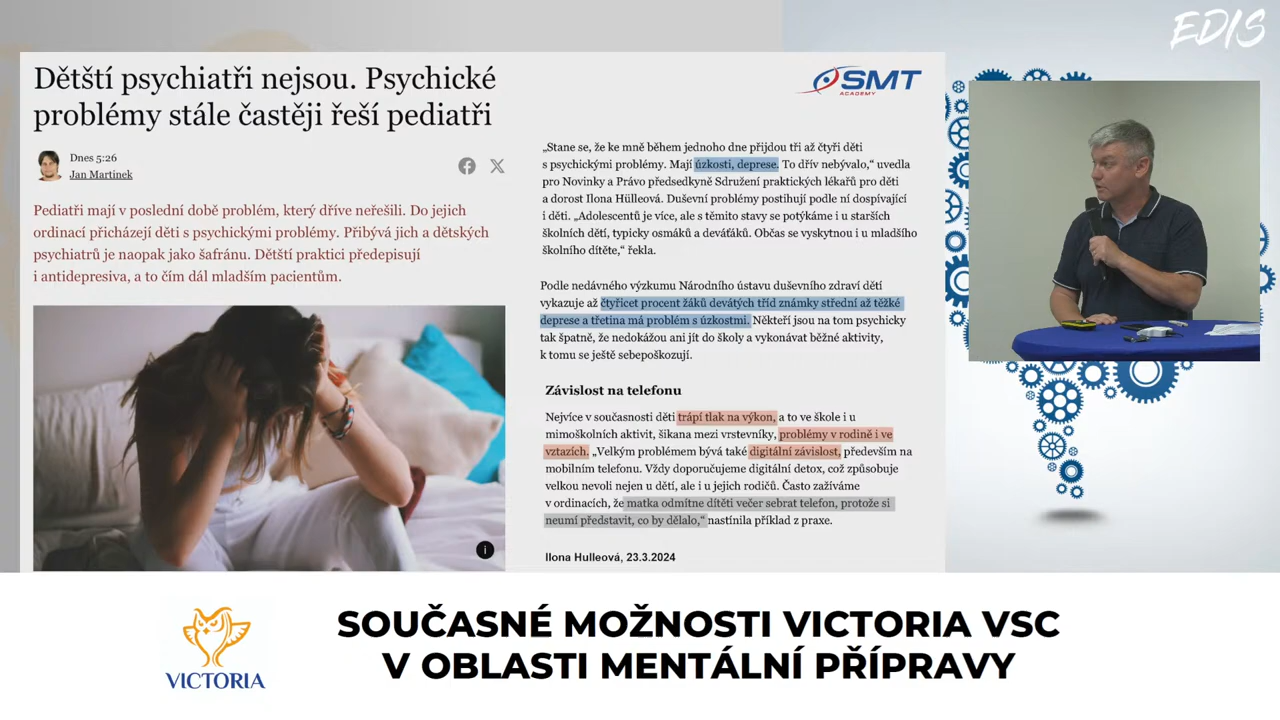 EDIS
Dětští psychiatři nejsou. Psychické
problémy stále častěji řeší pediatři
Dnes 5:26
Jan Martinek
Pediatři mají v poslední době problém, který dříve neřešili. Do jejich
ordinací přicházejí děti s psychickými problémy. Přibývá jich a dětských
psychiatrů je naopak jako šafránu. Dětští praktici předepisují
i antidepresiva, a to čím dál mladším pacientům.
SMT
ACADEMY
„Stane se, že ke mně během jednoho dne přijdou tři až čtyři děti
s psychickými problémy. Mají úzkosti, deprese. To dřív nebývalo,“ uvedla
pro Novinky a Právo předsedkyně Sdružení praktických lékařů pro děti
a dorost Ilona Hülleová. Duševní problémy postihují podle ní dospívající
i děti. „Adolescentů je více, ale s těmito stavy se potýkáme i u starších
školních dětí, typicky osmáků a deváťáků. Občas se vyskytnou i u mladšího
školního dítěte,“ řekla.
Podle nedávného výzkumu Národního ústavu duševního zdraví dětí
vykazuje až čtyřicet procent žáků devátých tříd známky střední až těžké
deprese a třetina má problém s úzkostmi. Někteří jsou na tom psychicky
tak špatně, že nedokážou ani jít do školy a vykonávat běžné aktivity,
k tomu se ještě sebepoškozují.
Závislost na telefonu
Nejvíce v současnosti děti trápí tlak na výkon, a to ve škole i u
mimoškolních aktivit, šikana mezi vrstevníky, problémy v rodině i ve
vztazích. „Velkým problémem bývá také digitální závislost, především na
mobilním telefonu. Vždy doporučujeme digitální detox, což způsobuje
velkou nevoli nejen u dětí, ale i u jejich rodičů. Často zažíváme
v ordinacích, že matka odmítne dítěti večer sebrat telefon, protože si
neumí představit, co by dělalo,“ nastínila příklad z praxe.
Ilona Hulleová, 23.3.2024
VICTORIA
SOUČASNÉ MOŽNOSTI VICTORIA VSC
V OBLASTI MENTÁLNÍ PŘÍPRAVY